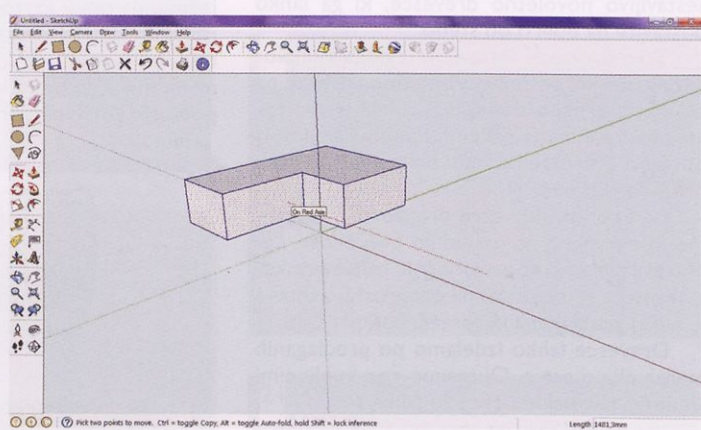 Untitled - SketchUp
File Edit View Camera Draw Tools Window Help
On Red Axis
Pick two points to move. Ctrl = toggle Copy, Alt = toggle Auto-fold, hold Shift = lock inference
Length 1481,3mm